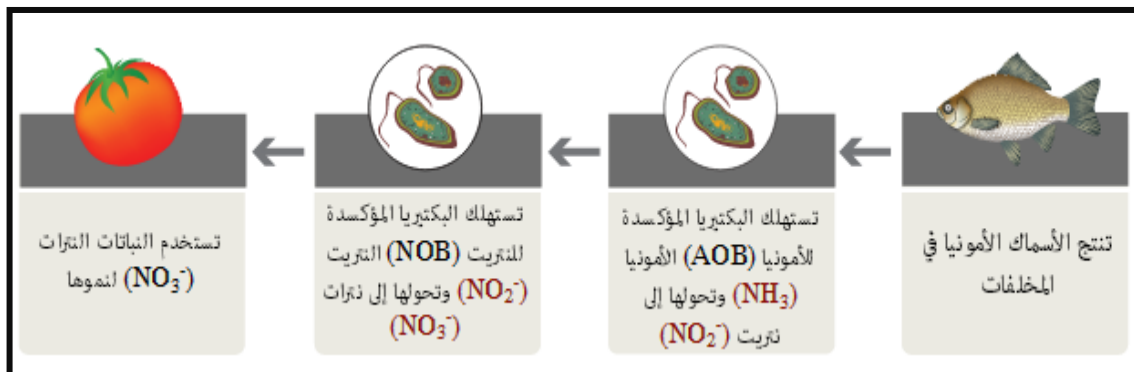 تنتج الأسماك الأمونيا في
المخلفات
تستهلك البكتيريا المؤكسدة
للأمونيا (AOB) الأمونيا
(NH₃) وتحولها إلى
نتريت (NO₂⁻)
تستهلك البكتيريا المؤكسدة
للنتريت (NOB) النتريت
(NO₂⁻) وتحولها إلى نترات
(NO₃⁻)
تستخدم النباتات النترات
(NO₃⁻) لنموها